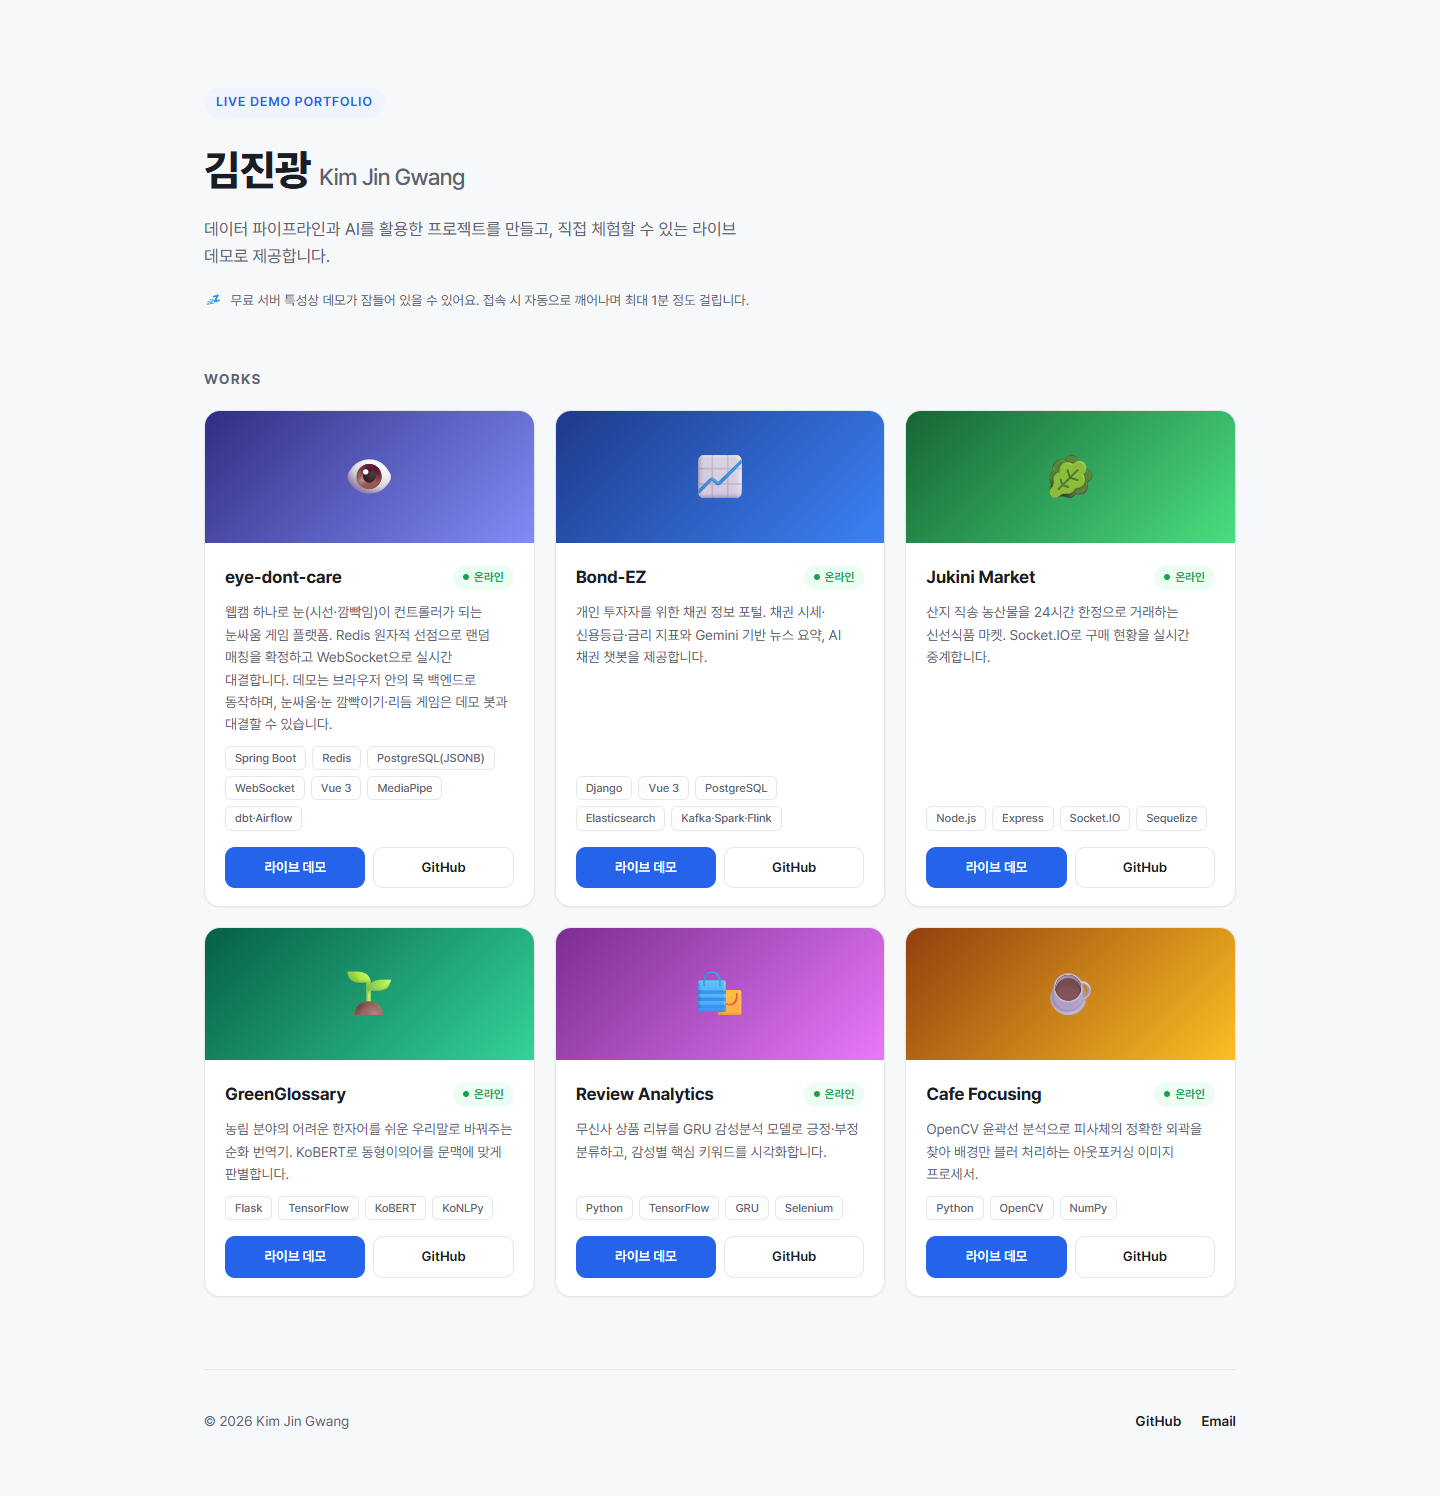 LIVE DEMO PORTFOLIO
김진광 Kim Jin Gwang
데이터 파이프라인과 AI를 활용한 프로젝트를 만들고, 직접 체험할 수 있는 라이브
데모로 제공합니다.
💤 무료 서버 특성상 데모가 잠들어 있을 수 있어요. 접속 시 자동으로 깨어나며 최대 1분 정도 걸립니다.
WORKS
eye-dont-care
온라인
웹캠 하나로 눈(시선·깜빡임)이 컨트롤러가 되는
눈싸움 게임 플랫폼. Redis 원자적 선점으로 랜덤
매칭을 확정하고 WebSocket으로 실시간
대결합니다. 데모는 브라우저 안의 목 백엔드로
동작하며, 눈싸움·눈 깜빡이기·리듬 게임은 데모 봇과
대결할 수 있습니다.
Spring Boot Redis PostgreSQL(JSONB)
WebSocket Vue 3 MediaPipe
dbt·Airflow
라이브 데모 GitHub
Bond-EZ
온라인
개인 투자자를 위한 채권 정보 포털. 채권 시세·
신용등급·금리 지표와 Gemini 기반 뉴스 요약, AI
채권 챗봇을 제공합니다.
Django Vue 3 PostgreSQL
Elasticsearch Kafka·Spark·Flink
라이브 데모 GitHub
Jukini Market
온라인
산지 직송 농산물을 24시간 한정으로 거래하는
신선식품 마켓. Socket.IO로 구매 현황을 실시간
중계합니다.
Node.js Express Socket.IO Sequelize
라이브 데모 GitHub
GreenGlossary
온라인
농림 분야의 어려운 한자어를 쉬운 우리말로 바꿔주는
순화 번역기. KoBERT로 동형이의어를 문맥에 맞게
판별합니다.
Flask TensorFlow KoBERT KoNLPy
라이브 데모 GitHub
Review Analytics
온라인
무신사 상품 리뷰를 GRU 감성분석 모델로 긍정·부정
분류하고, 감성별 핵심 키워드를 시각화합니다.
Python TensorFlow GRU Selenium
라이브 데모 GitHub
Cafe Focusing
온라인
OpenCV 윤곽선 분석으로 피사체의 정확한 외곽을
찾아 배경만 블러 처리하는 아웃포커싱 이미지
프로세서.
Python OpenCV NumPy
라이브 데모 GitHub
© 2026 Kim Jin Gwang
GitHub Email